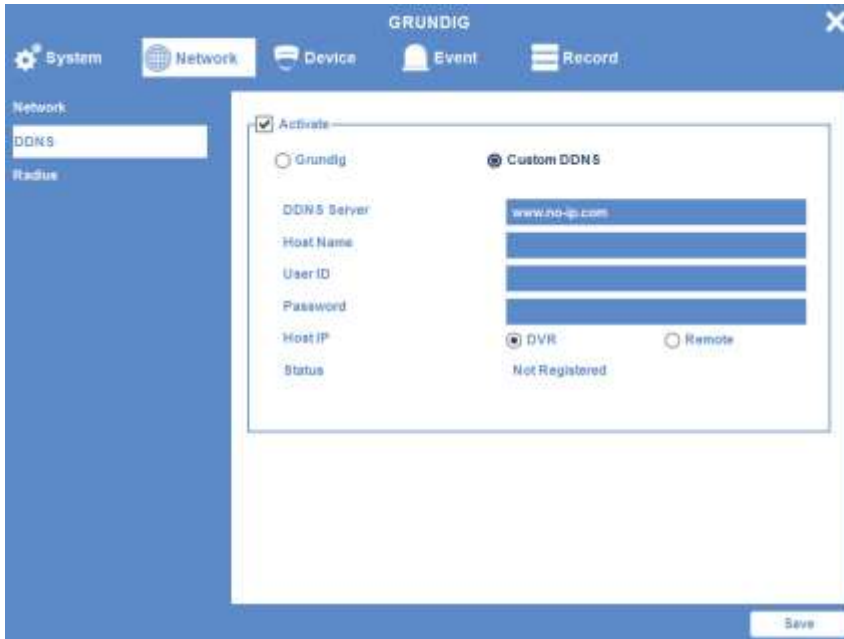 GRUNDIG
System Network Device Event Record
Network
DDNS
Radius
Activate
Grundig Custom DDNS
DDNS Server www.no-ip.com
Host Name
User ID
Password
Host IP DVR Remote
Status Not Registered
Save